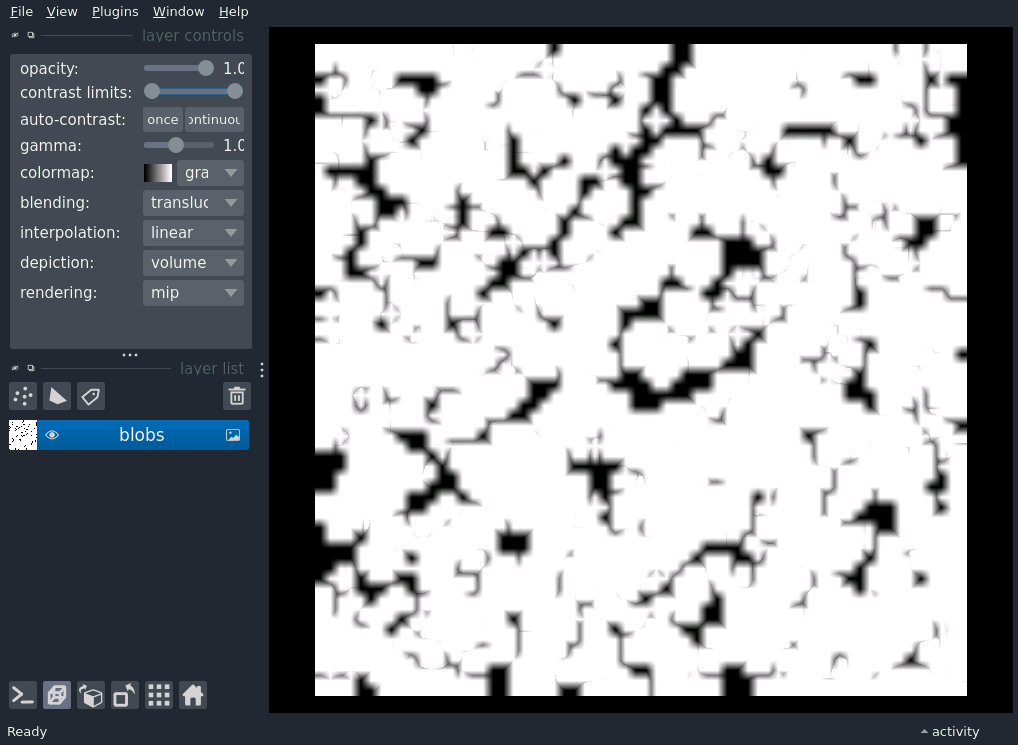 File View Plugins Window Help
layer controls
opacity: 1.0
contrast limits:
auto-contrast: once ontinuou
gamma: 1.0
colormap: gra
blending: transluc
interpolation: linear
depiction: volume
rendering: mip
layer list
blobs
Ready activity